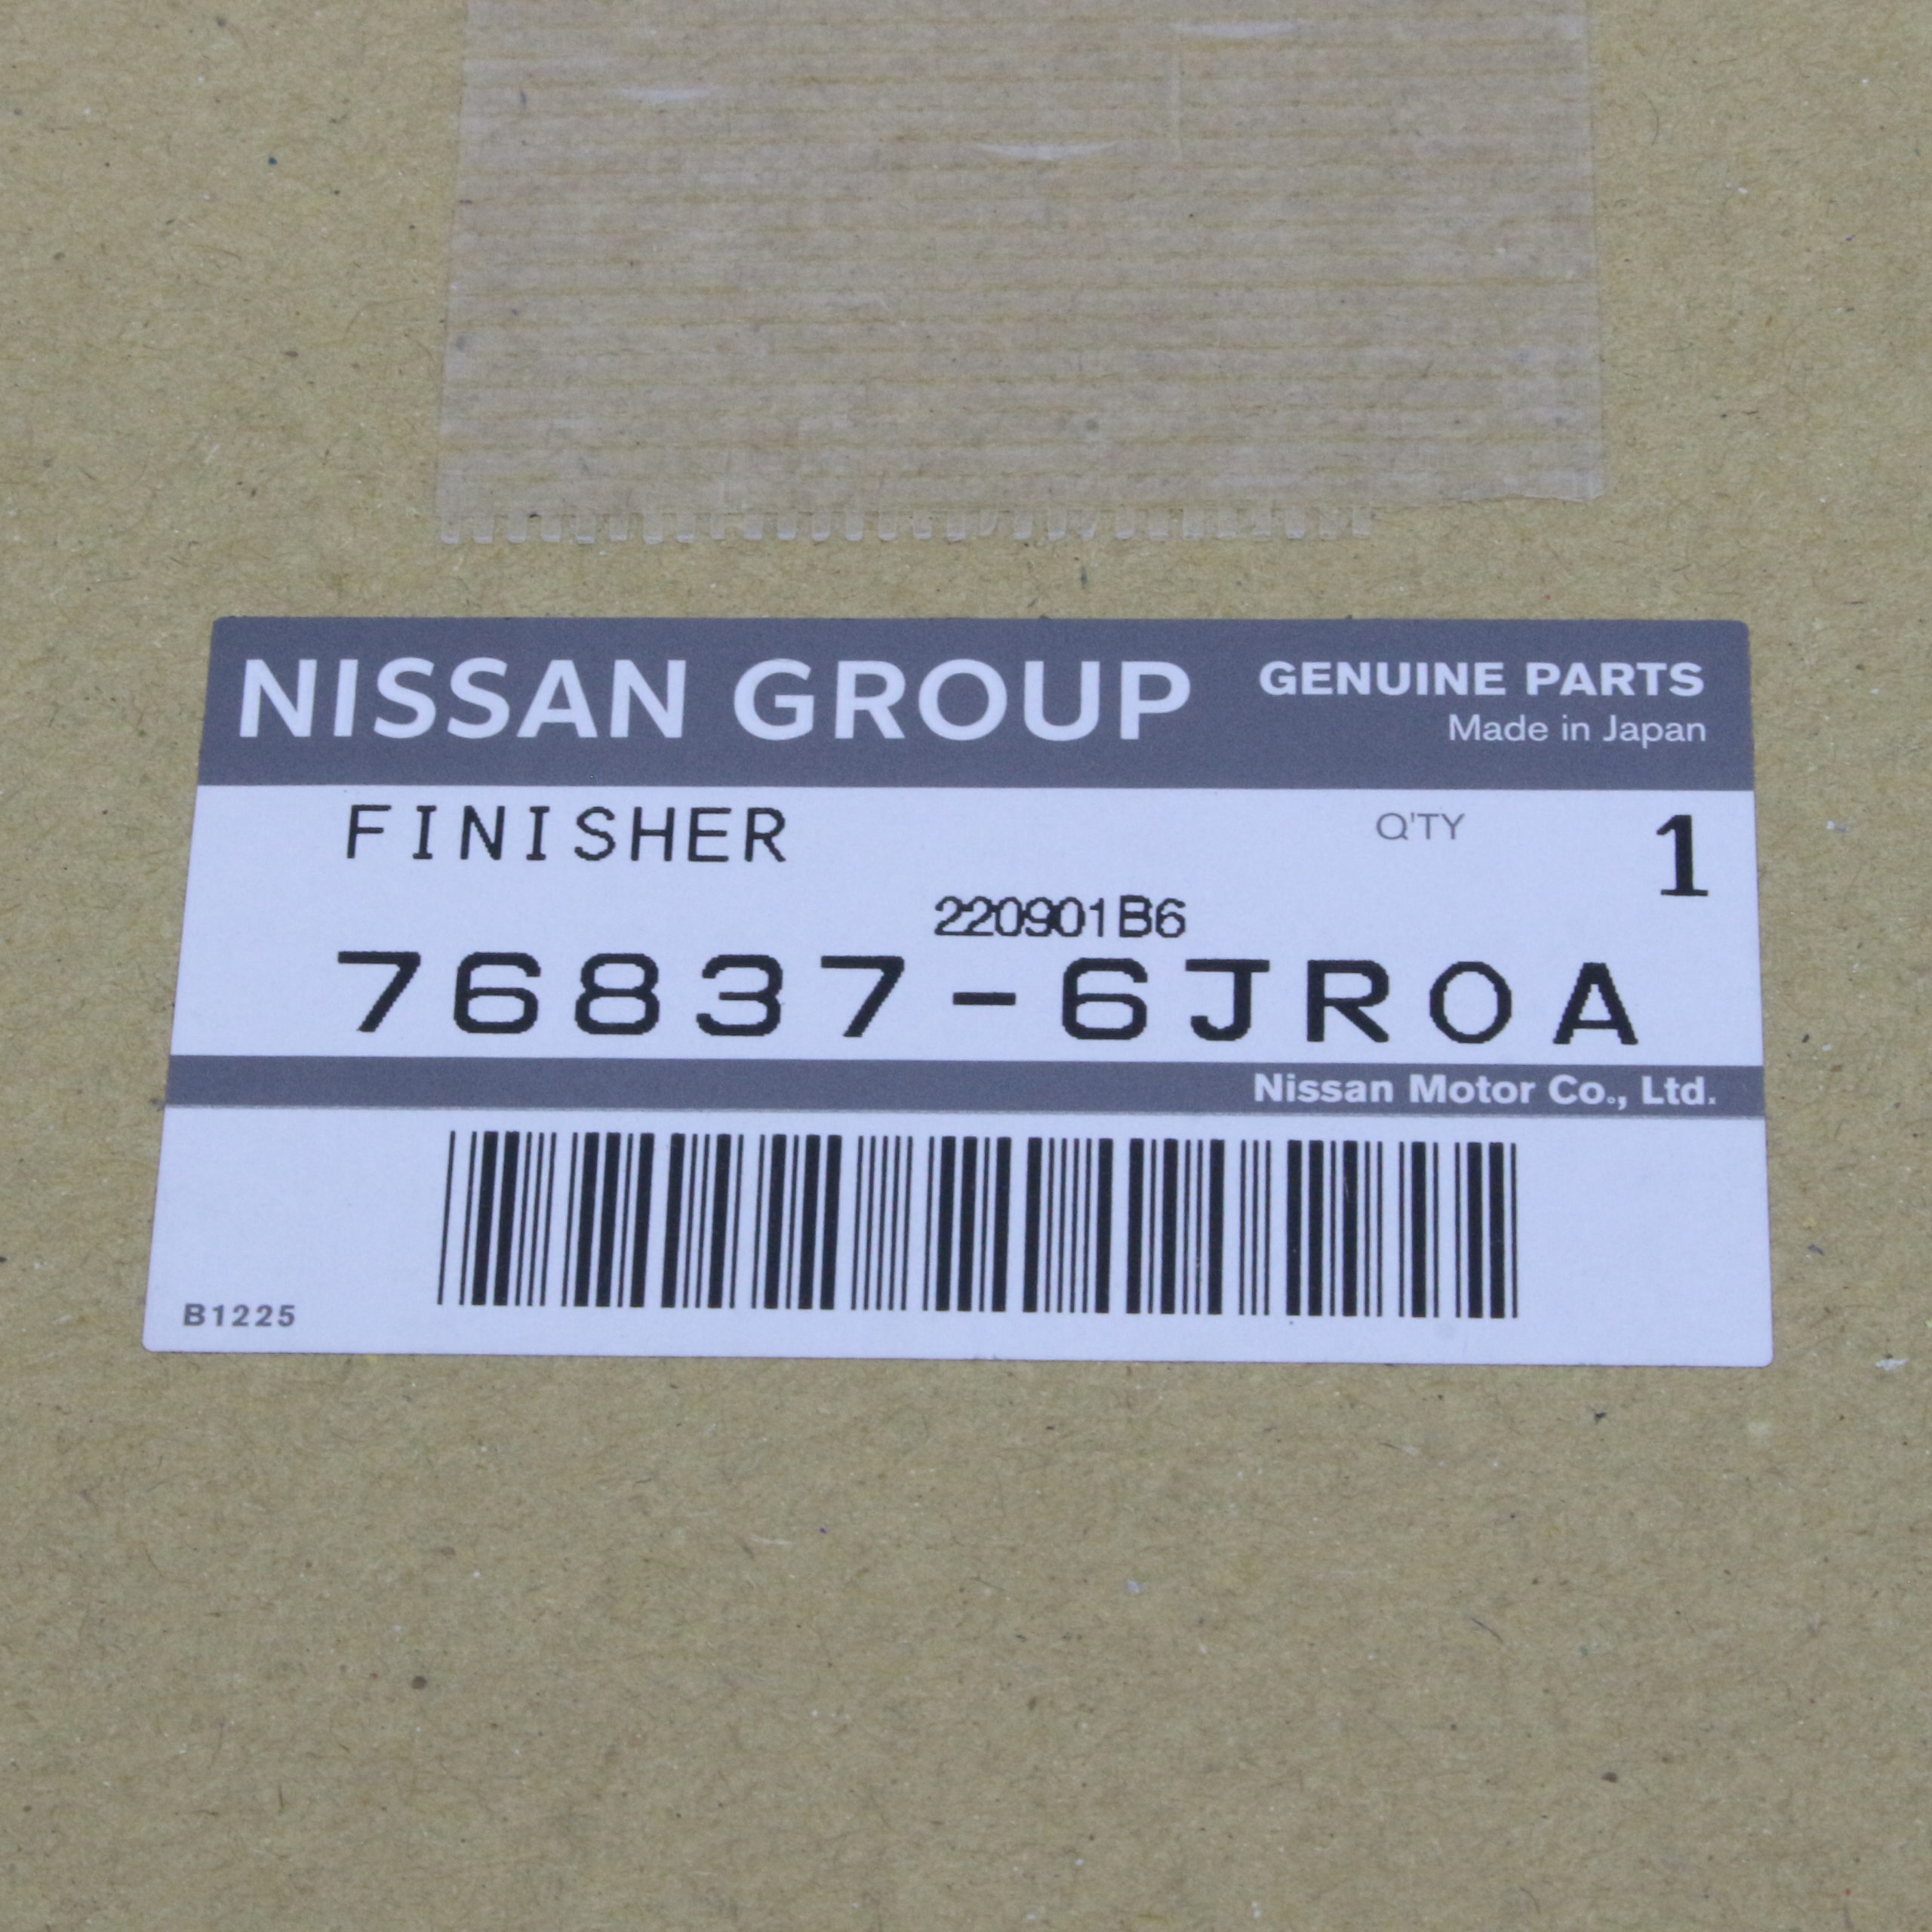 NISSAN GROUP GENUINE PARTS
Made in Japan
FINISHER Q'TY 1
220901B6
76837-6JR0A
Nissan Motor Co., Ltd.
B1225